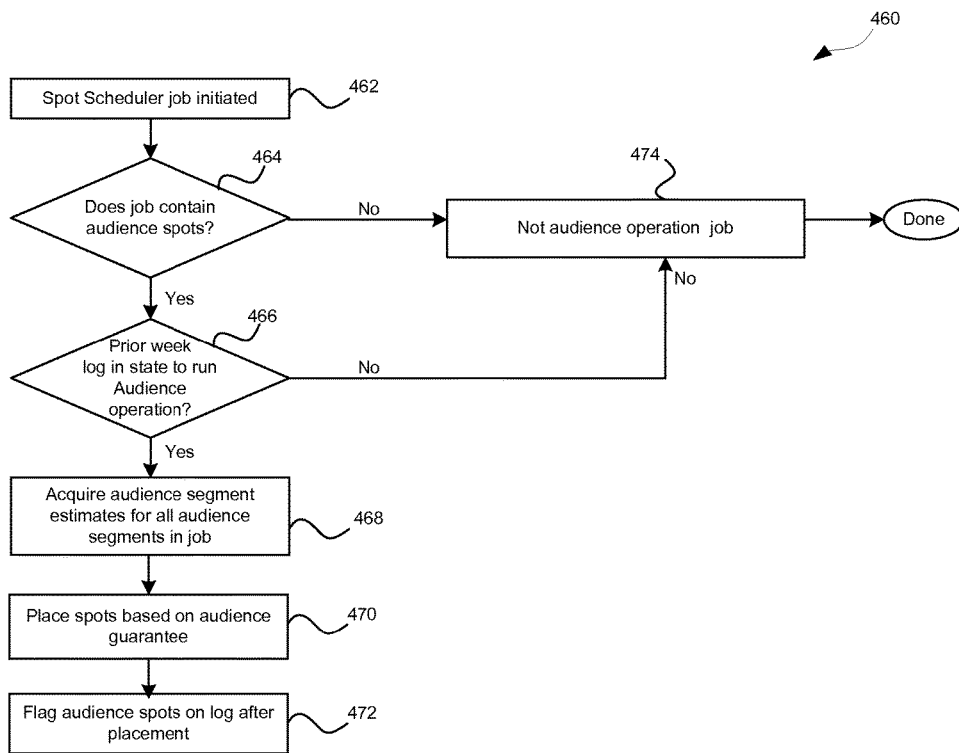 460
Spot Scheduler job initiated
462
464
Does job contain
audience spots?
No
474
Not audience operation job
Done
Yes
No
466
Prior week
log in state to run
Audience
operation?
No
Yes
Acquire audience segment
estimates for all audience
segments in job
468
Place spots based on audience
guarantee
470
Flag audience spots on log after
placement
472